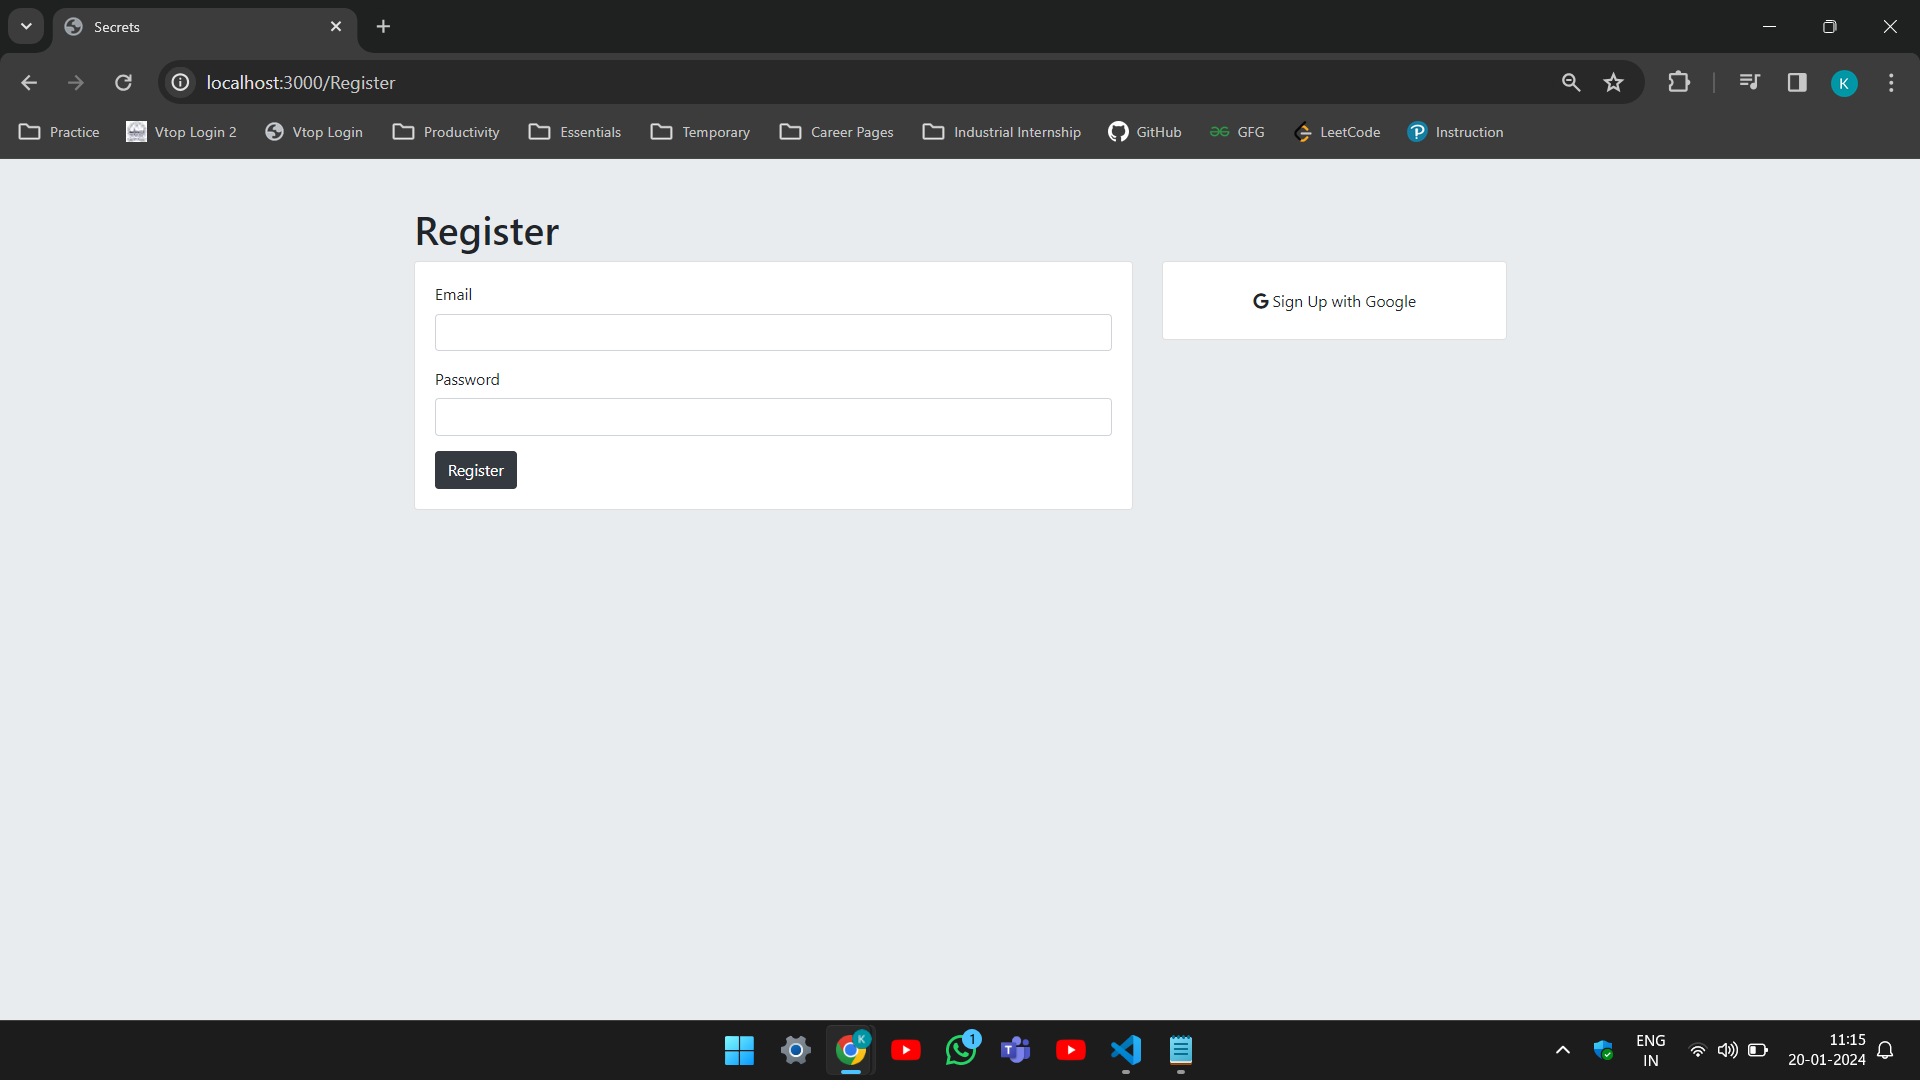 Secrets
localhost:3000/Register
K
Practice Vtop Login 2 Vtop Login Productivity Essentials Temporary Career Pages Industrial Internship GitHub GFG LeetCode Instruction
Register
Email
Sign Up with Google
Password
Register
K
1
T
ENG
IN
11:15
20-01-2024